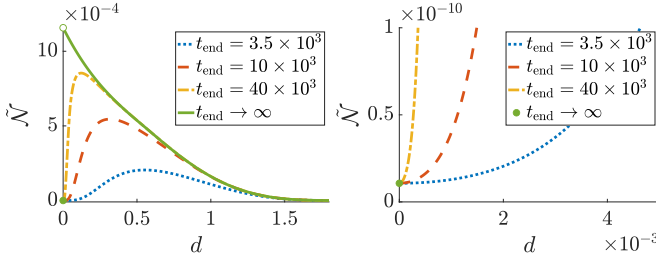 ×10⁻⁴
10
5
0
0
0.5
1
1.5
d
𝒩̃
t_end = 3.5 × 10³
t_end = 10 × 10³
t_end = 40 × 10³
t_end → ∞
×10⁻¹⁰
1
0.5
0
0
2
4
×10⁻³
d
𝒩̃
t_end = 3.5 × 10³
t_end = 10 × 10³
t_end = 40 × 10³
t_end → ∞